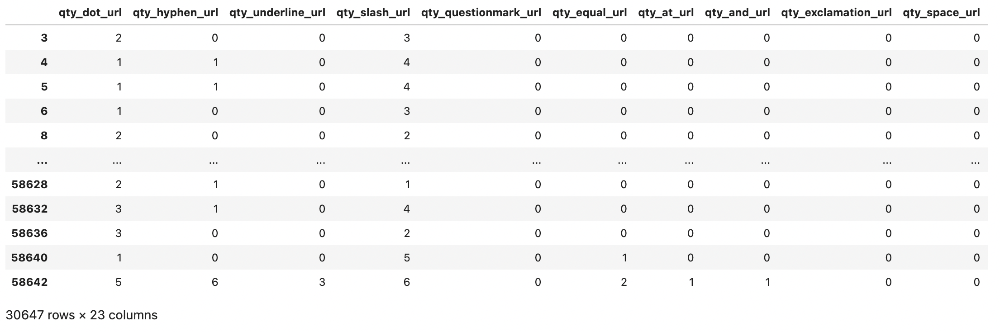 qty_dot_url qty_hyphen_url qty_underline_url qty_slash_url qty_questionmark_url qty_equal_url qty_at_url qty_and_url qty_exclamation_url qty_space_url
3 2 0 0 3 0 0 0 0 0 0
4 1 1 0 4 0 0 0 0 0 0
5 1 1 0 4 0 0 0 0 0 0
6 1 0 0 3 0 0 0 0 0 0
8 2 0 0 2 0 0 0 0 0 0
... ... ... ... ... ... ... ... ... ... ...
58628 2 1 0 1 0 0 0 0 0 0
58632 3 1 0 4 0 0 0 0 0 0
58636 3 0 0 2 0 0 0 0 0 0
58640 1 0 0 5 0 1 0 0 0 0
58642 5 6 3 6 0 2 1 1 0 0
30647 rows × 23 columns